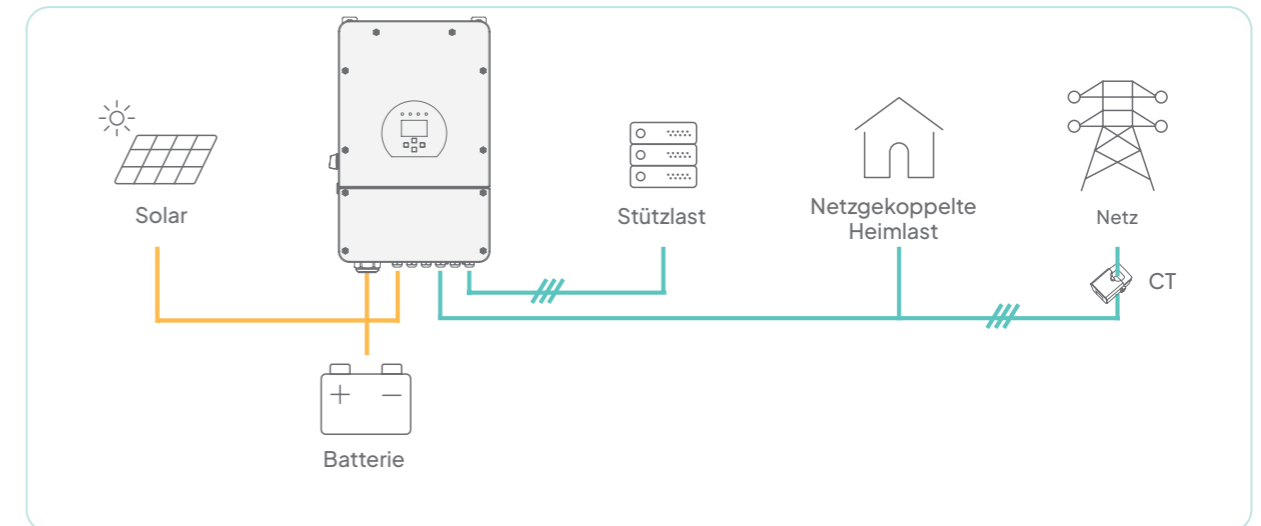 Solar
Stützlast
Netzgekoppelte
Heimlast
Netz
CT
Batterie